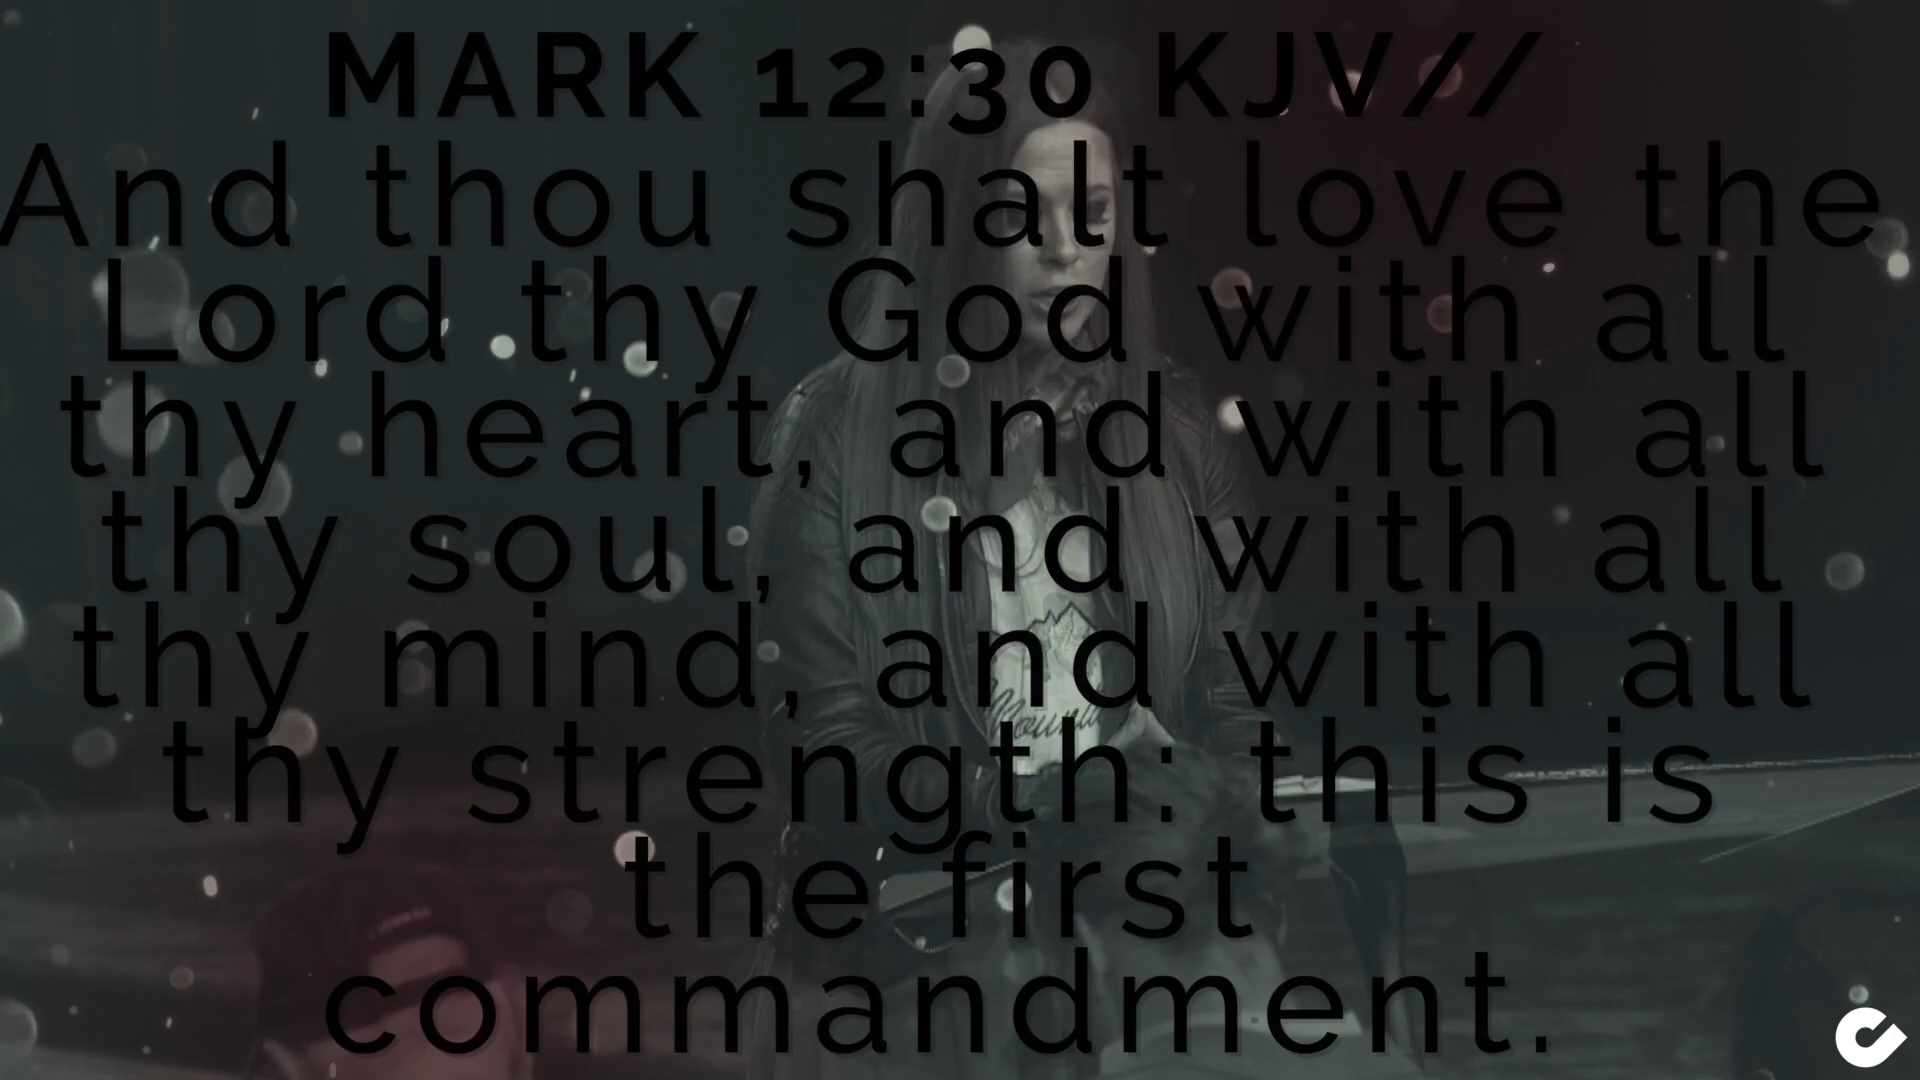 MARK 12:30 KJV//
And thou shalt love the
Lord thy God with all
thy heart, and with all
thy soul, and with all
thy mind, and with all
thy strength: this is
the first
commandment.